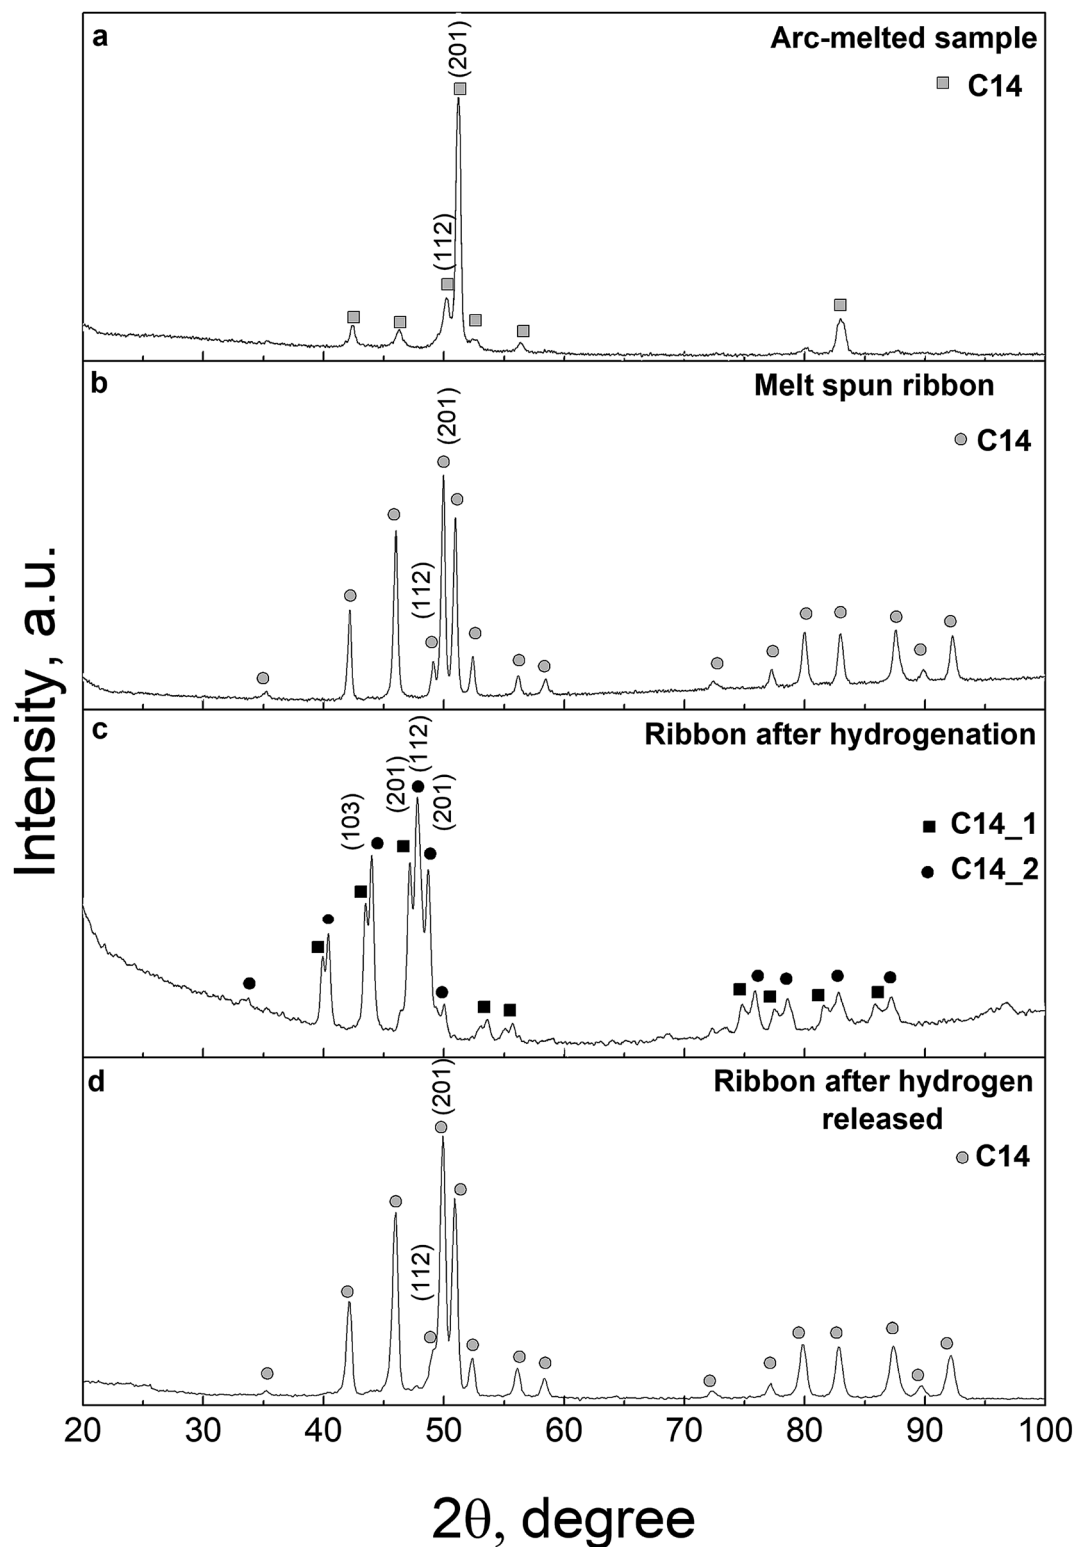 a
Arc-melted sample
C14
(112)
(201)
b
Melt spun ribbon
C14
(112)
(201)
c
Ribbon after hydrogenation
C14_1
C14_2
(103)
(201)
(112)
(201)
d
Ribbon after hydrogen
released
C14
(112)
(201)
Intensity, a.u.
20 30 40 50 60 70 80 90 100
2θ, degree